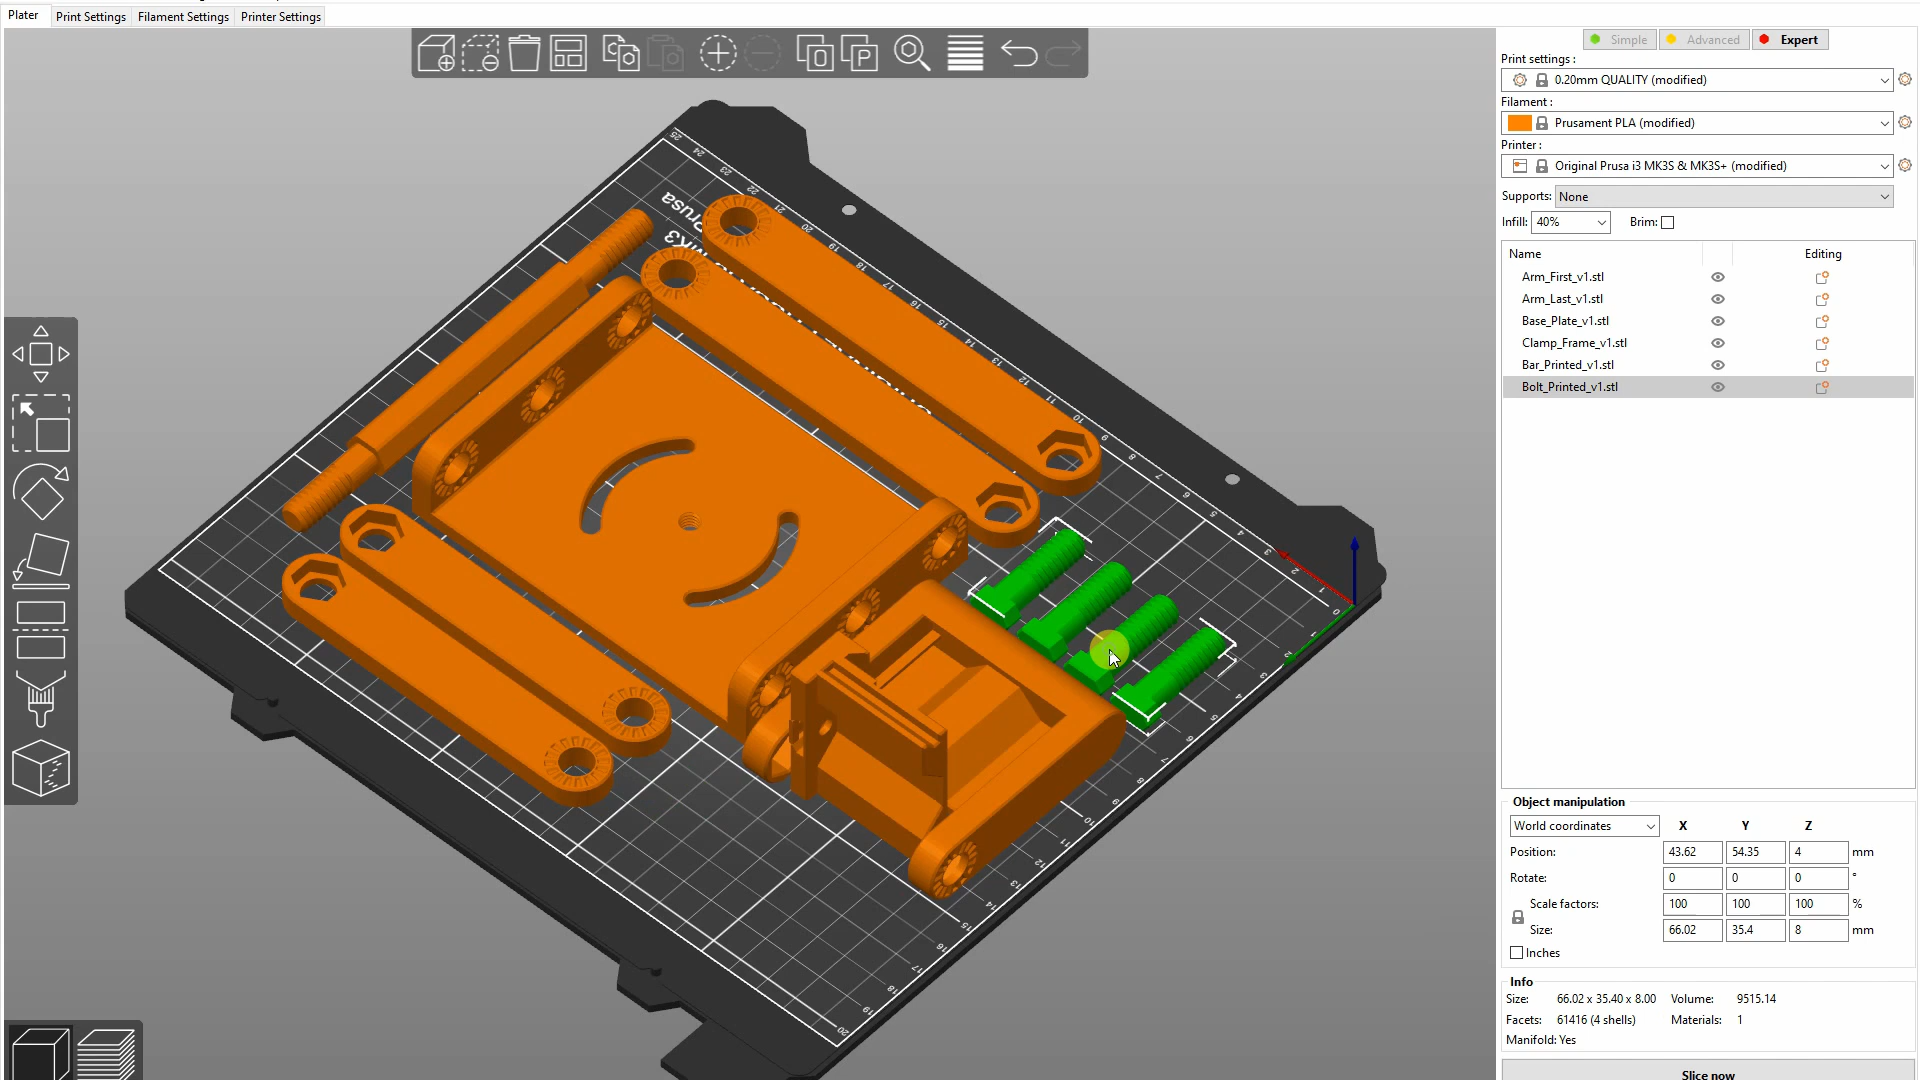 Plater Print Settings Filament Settings Printer Settings
Simple Advanced Expert
Print settings :
0.20mm QUALITY (modified)
Filament :
Prusament PLA (modified)
Printer :
Original Prusa i3 MK3S & MK3S+ (modified)
Supports: None
Infill: 40% Brim:
Name Editing
Arm_First_v1.stl
Arm_Last_v1.stl
Base_Plate_v1.stl
Clamp_Frame_v1.stl
Bar_Printed_v1.stl
Bolt_Printed_v1.stl
Object manipulation
World coordinates X Y Z
Position: 43.62 54.35 4 mm
Rotate: 0 0 0 °
Scale factors: 100 100 100 %
Size: 66.02 35.4 8 mm
Inches
Info
Size: 66.02 x 35.40 x 8.00 Volume: 9515.14
Facets: 61416 (4 shells) Materials: 1
Manifold: Yes
Slice now